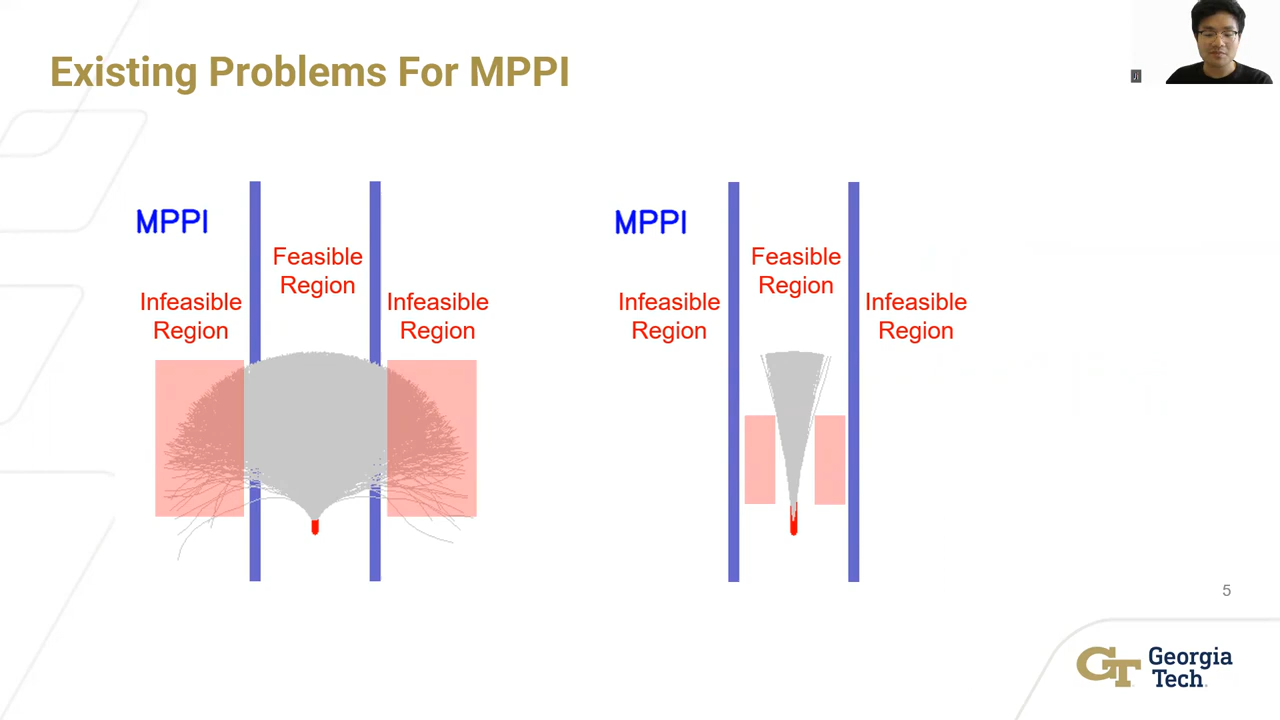 Existing Problems For MPPI
MPPI
Feasible
Region
Infeasible
Region
Infeasible
Region
MPPI
Feasible
Region
Infeasible
Region
Infeasible
Region
5
GT
Georgia
Tech